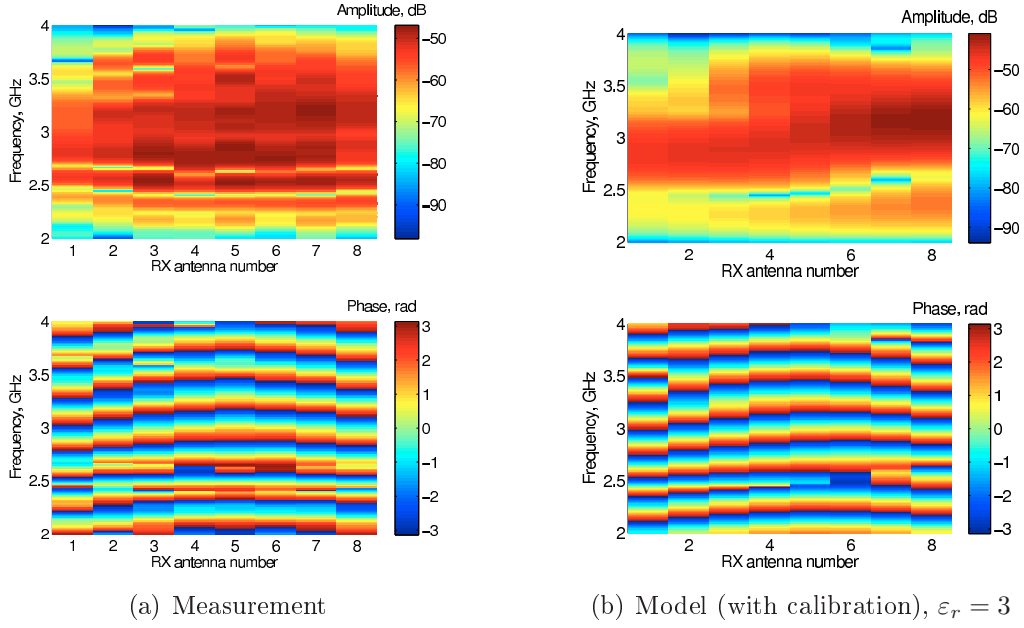 Amplitude, dB
Frequency, GHz
4
3.5
3
2.5
2
1 2 3 4 5 6 7 8
RX antenna number
−50
−60
−70
−80
−90
Amplitude, dB
Frequency, GHz
4
3.5
3
2.5
2
2 4 6 8
RX antenna number
−50
−60
−70
−80
−90
Phase, rad
Frequency, GHz
4
3.5
3
2.5
2
1 2 3 4 5 6 7 8
RX antenna number
3
2
1
0
−1
−2
−3
Phase, rad
Frequency, GHz
4
3.5
3
2.5
2
2 4 6 8
RX antenna number
3
2
1
0
−1
−2
−3
(a) Measurement
(b) Model (with calibration), εr = 3